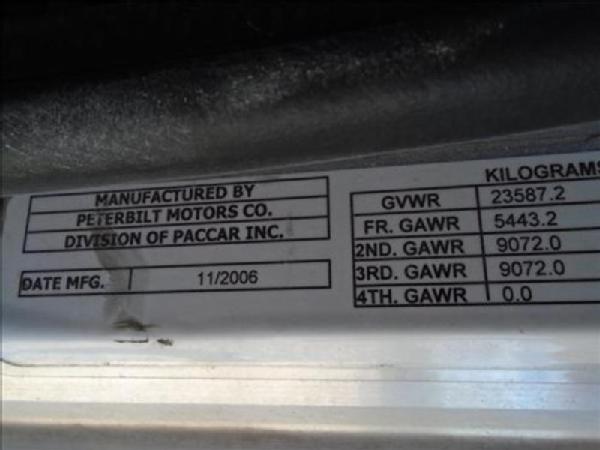 MANUFACTURED BY
PETERBILT MOTORS CO.
DIVISION OF PACCAR INC.
DATE MFG. 11/2006
KILOGRAMS
GVWR 23587.2
FR. GAWR 5443.2
2ND. GAWR 9072.0
3RD. GAWR 9072.0
4TH. GAWR 0.0